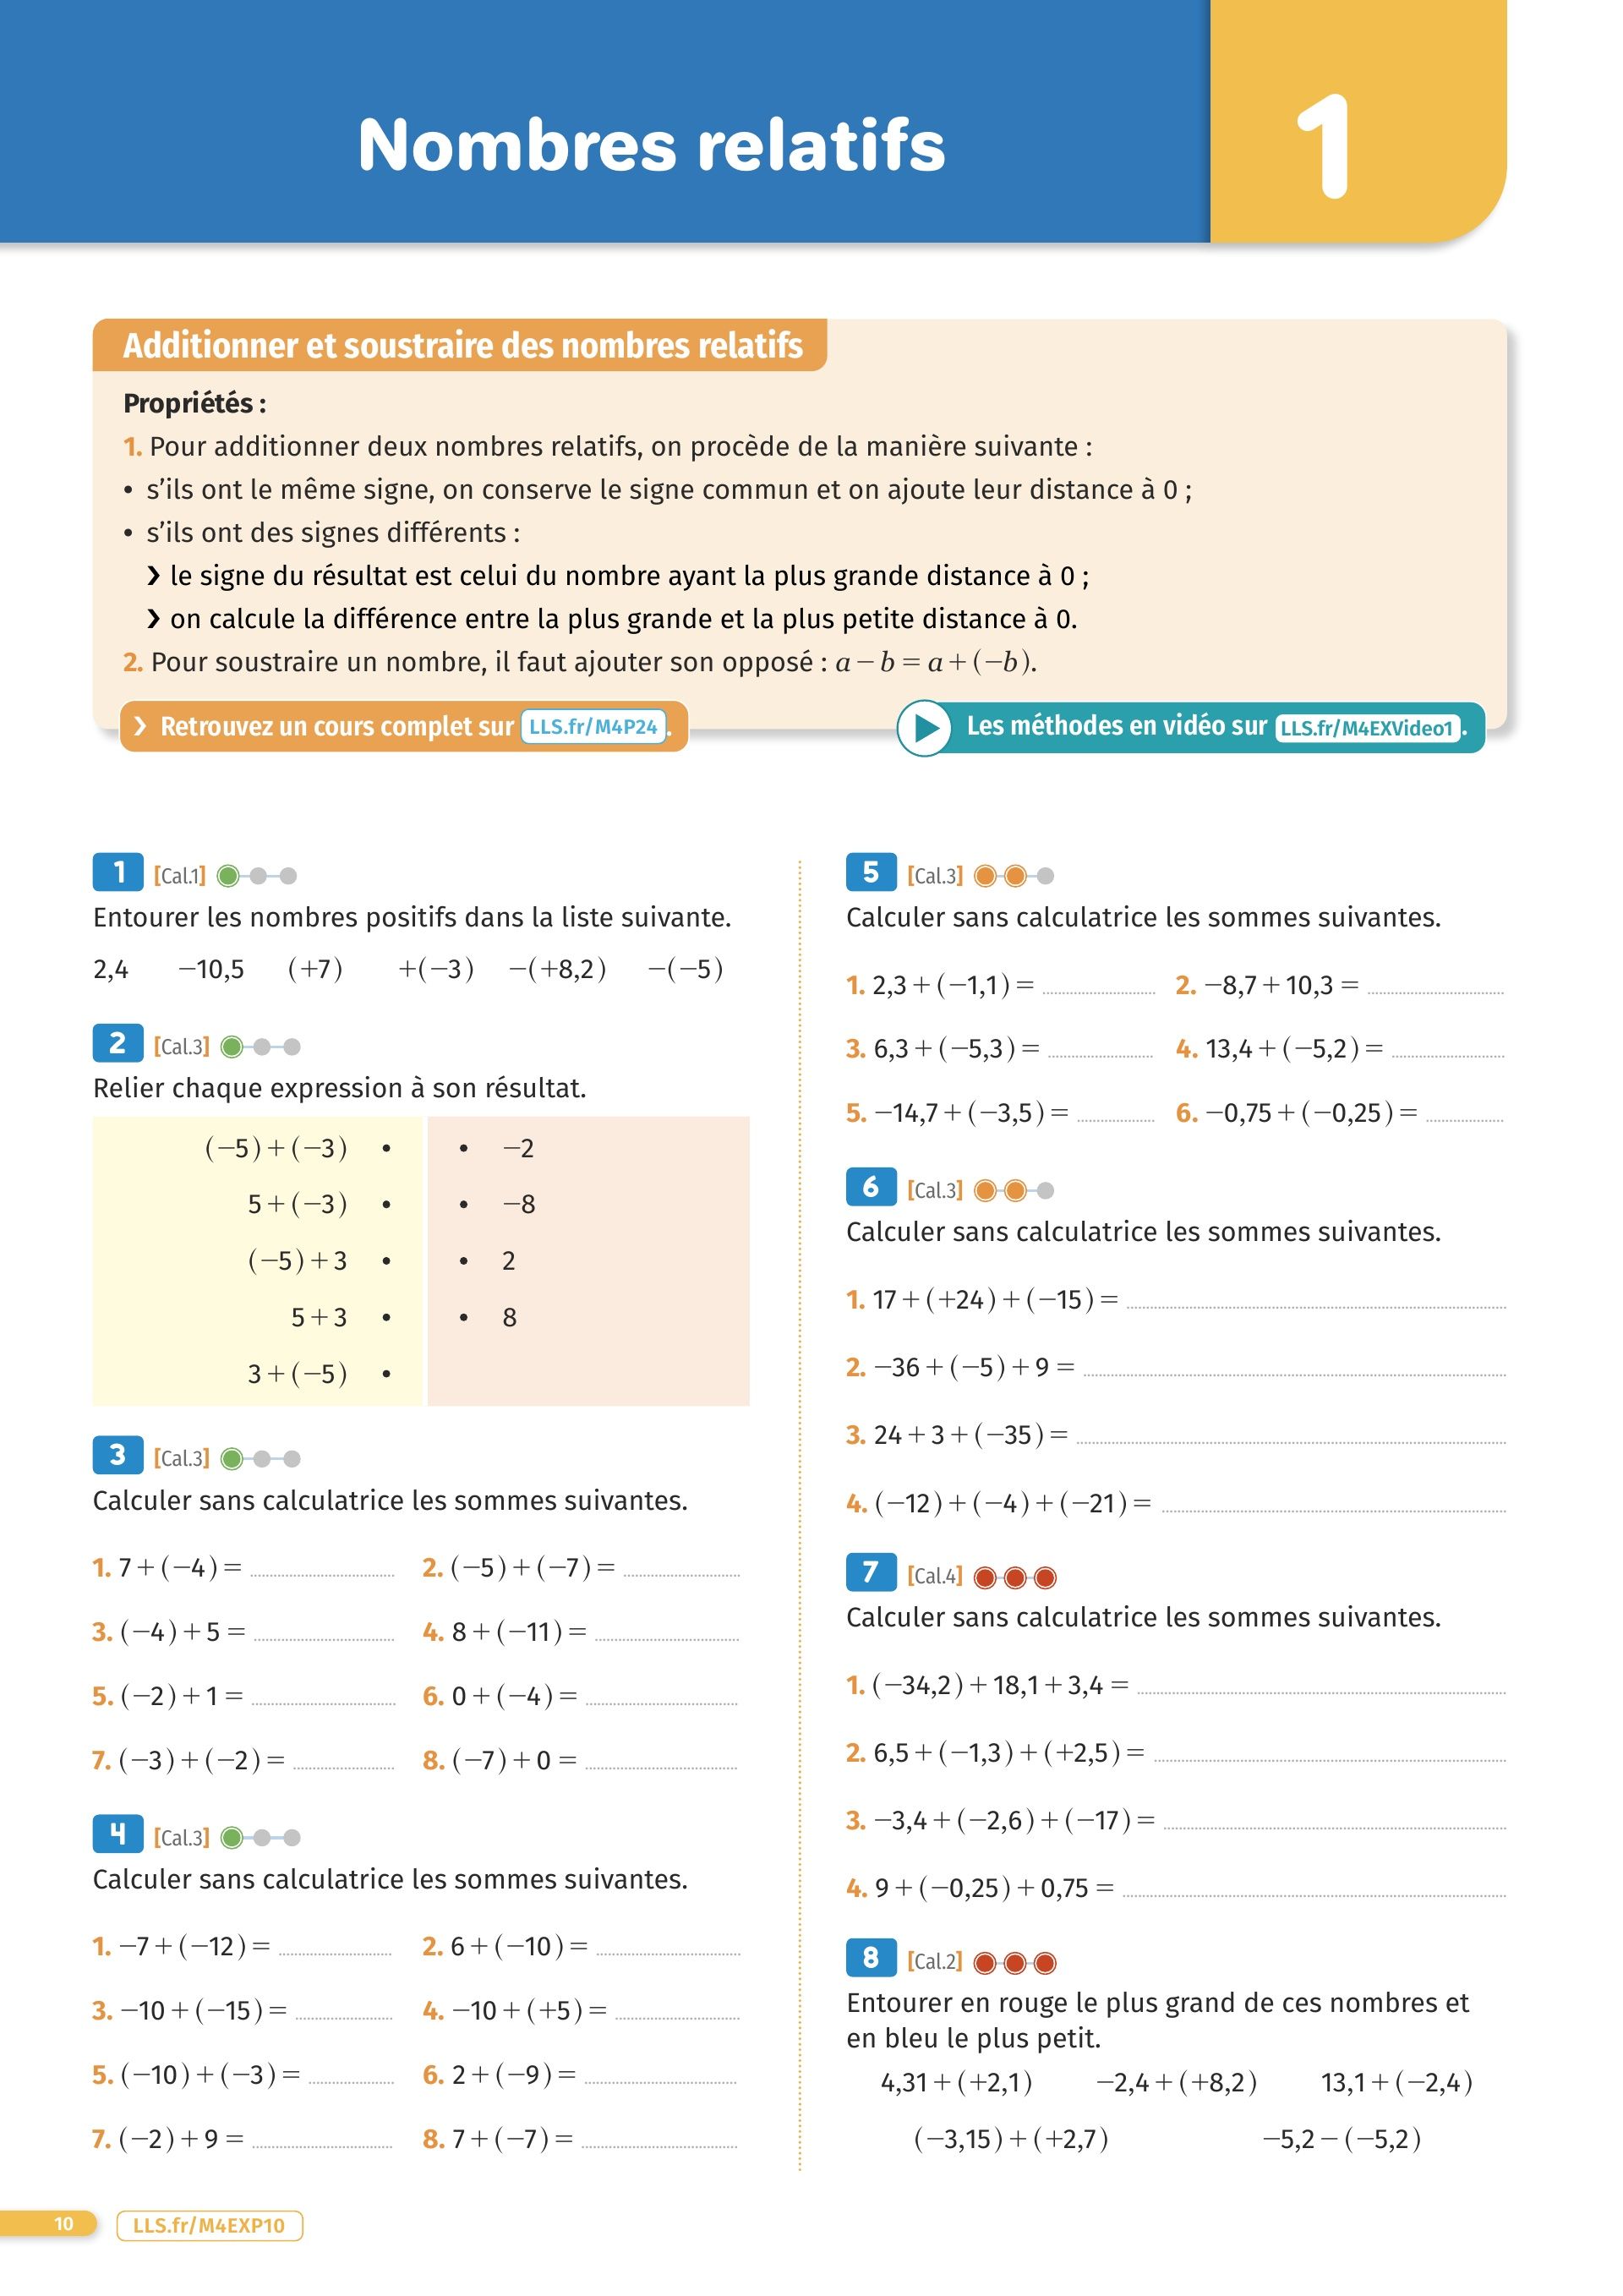 Nombres relatifs
1
Additionner et soustraire des nombres relatifs
Propriétés :
1. Pour additionner deux nombres relatifs, on procède de la manière suivante :
• s’ils ont le même signe, on conserve le signe commun et on ajoute leur distance à 0 ;
• s’ils ont des signes différents :
❯ le signe du résultat est celui du nombre ayant la plus grande distance à 0 ;
❯ on calcule la différence entre la plus grande et la plus petite distance à 0.
2. Pour soustraire un nombre, il faut ajouter son opposé : a − b = a + (−b).
❯ Retrouvez un cours complet sur LLS.fr/M4P24.
Les méthodes en vidéo sur LLS.fr/M4EXVideo1.
1 [Cal.1]
Entourer les nombres positifs dans la liste suivante.
2,4 −10,5 (+7) +(−3) −(+8,2) −(−5)
2 [Cal.3]
Relier chaque expression à son résultat.
(−5) + (−3) • • −2
5 + (−3) • • −8
(−5) + 3 • • 2
5 + 3 • • 8
3 + (−5) •
3 [Cal.3]
Calculer sans calculatrice les sommes suivantes.
1. 7 + (−4) = 2. (−5) + (−7) =
3. (−4) + 5 = 4. 8 + (−11) =
5. (−2) + 1 = 6. 0 + (−4) =
7. (−3) + (−2) = 8. (−7) + 0 =
4 [Cal.3]
Calculer sans calculatrice les sommes suivantes.
1. −7 + (−12) = 2. 6 + (−10) =
3. −10 + (−15) = 4. −10 + (+5) =
5. (−10) + (−3) = 6. 2 + (−9) =
7. (−2) + 9 = 8. 7 + (−7) =
5 [Cal.3]
Calculer sans calculatrice les sommes suivantes.
1. 2,3 + (−1,1) = 2. −8,7 + 10,3 =
3. 6,3 + (−5,3) = 4. 13,4 + (−5,2) =
5. −14,7 + (−3,5) = 6. −0,75 + (−0,25) =
6 [Cal.3]
Calculer sans calculatrice les sommes suivantes.
1. 17 + (+24) + (−15) =
2. −36 + (−5) + 9 =
3. 24 + 3 + (−35) =
4. (−12) + (−4) + (−21) =
7 [Cal.4]
Calculer sans calculatrice les sommes suivantes.
1. (−34,2) + 18,1 + 3,4 =
2. 6,5 + (−1,3) + (+2,5) =
3. −3,4 + (−2,6) + (−17) =
4. 9 + (−0,25) + 0,75 =
8 [Cal.2]
Entourer en rouge le plus grand de ces nombres et
en bleu le plus petit.
4,31 + (+2,1) −2,4 + (+8,2) 13,1 + (−2,4)
(−3,15) + (+2,7) −5,2 − (−5,2)
10
LLS.fr/M4EXP10